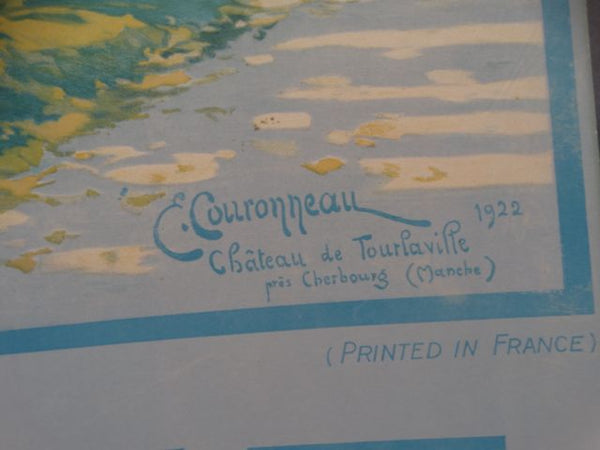 E. Couronneau
1922
Château de Tourlaville
près Cherbourg (Manche)
(PRINTED IN FRANCE)